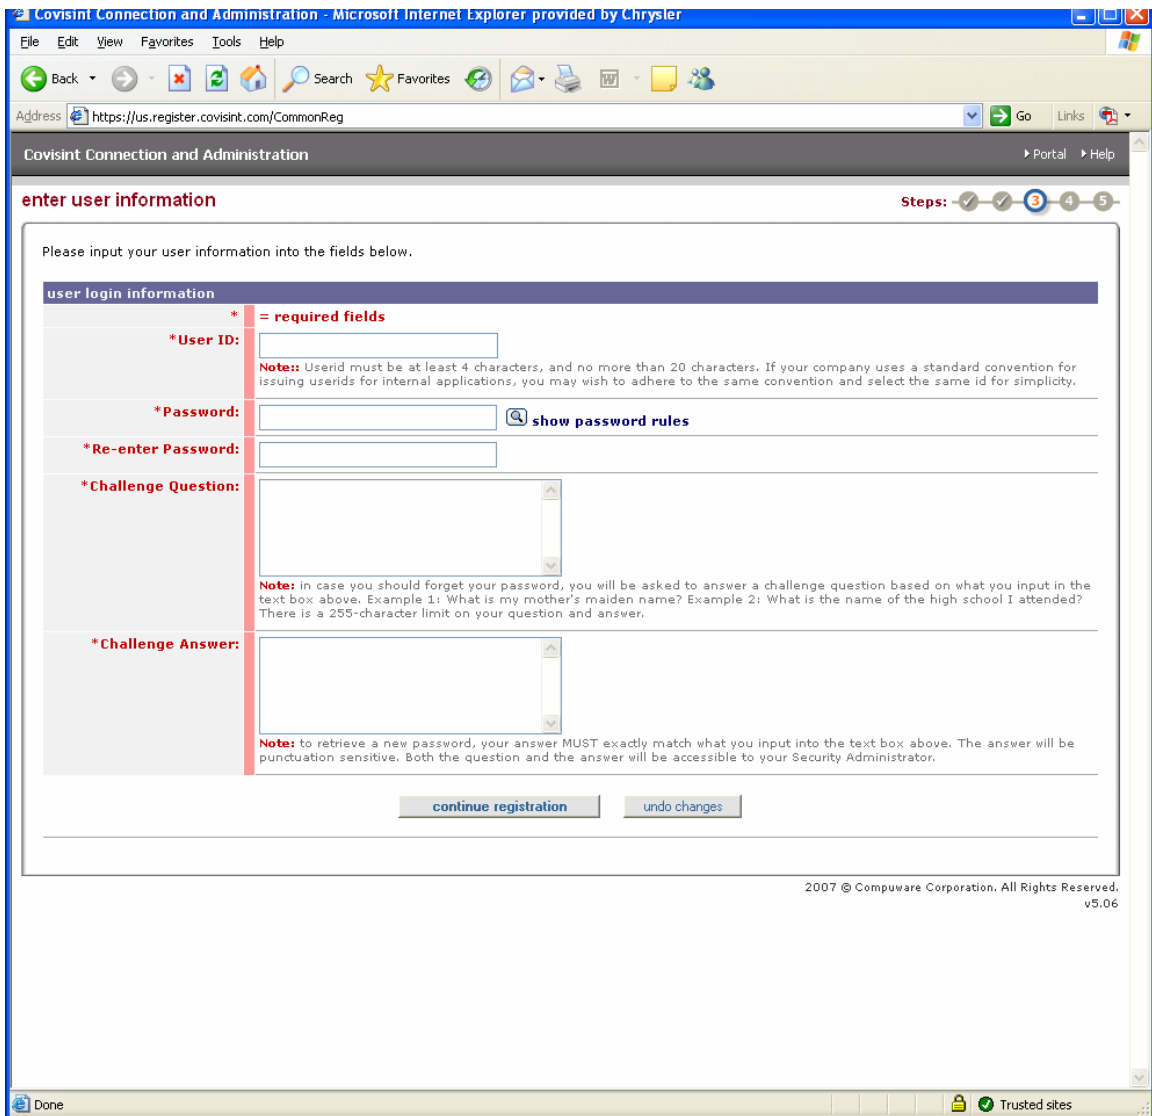 Covisint Connection and Administration - Microsoft Internet Explorer provided by Chrysler
File Edit View Favorites Tools Help
Back Search Favorites
Address https://us.register.covisint.com/CommonReg Go Links
Covisint Connection and Administration Portal Help
enter user information Steps: 3 4 5
Please input your user information into the fields below.
user login information
* = required fields
*User ID:
Note:: Userid must be at least 4 characters, and no more than 20 characters. If your company uses a standard convention for
issuing userids for internal applications, you may wish to adhere to the same convention and select the same id for simplicity.
*Password: show password rules
*Re-enter Password:
*Challenge Question:
Note: in case you should forget your password, you will be asked to answer a challenge question based on what you input in the
text box above. Example 1: What is my mother's maiden name? Example 2: What is the name of the high school I attended?
There is a 255-character limit on your question and answer.
*Challenge Answer:
Note: to retrieve a new password, your answer MUST exactly match what you input into the text box above. The answer will be
punctuation sensitive. Both the question and the answer will be accessible to your Security Administrator.
continue registration undo changes
2007 © Compuware Corporation. All Rights Reserved.
v5.06
Done Trusted sites